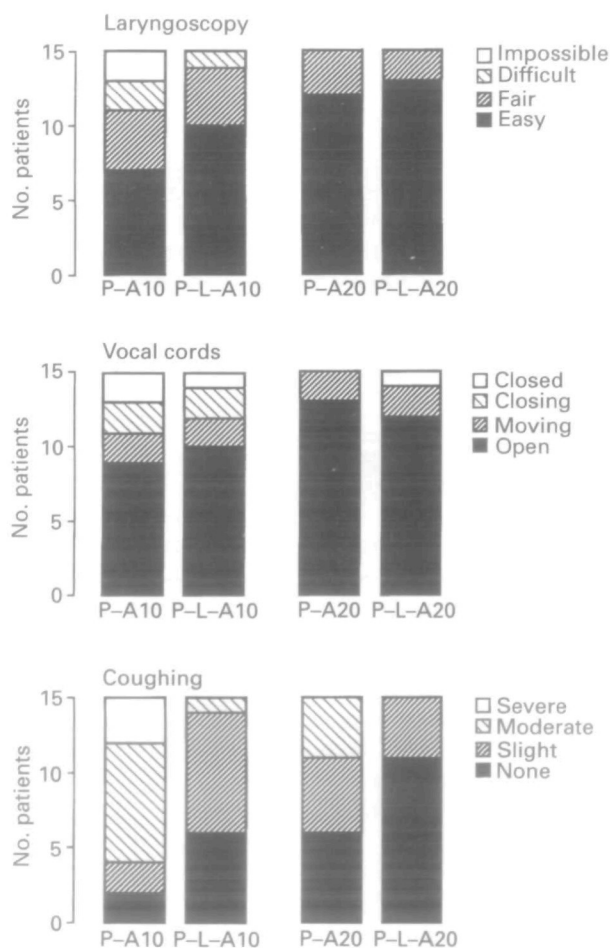 Laryngoscopy
No. patients
15
10
5
0
P–A10 P–L–A10 P–A20 P–L–A20
Impossible
Difficult
Fair
Easy
Vocal cords
No. patients
15
10
5
0
P–A10 P–L–A10 P–A20 P–L–A20
Closed
Closing
Moving
Open
Coughing
No. patients
15
10
5
0
P–A10 P–L–A10 P–A20 P–L–A20
Severe
Moderate
Slight
None